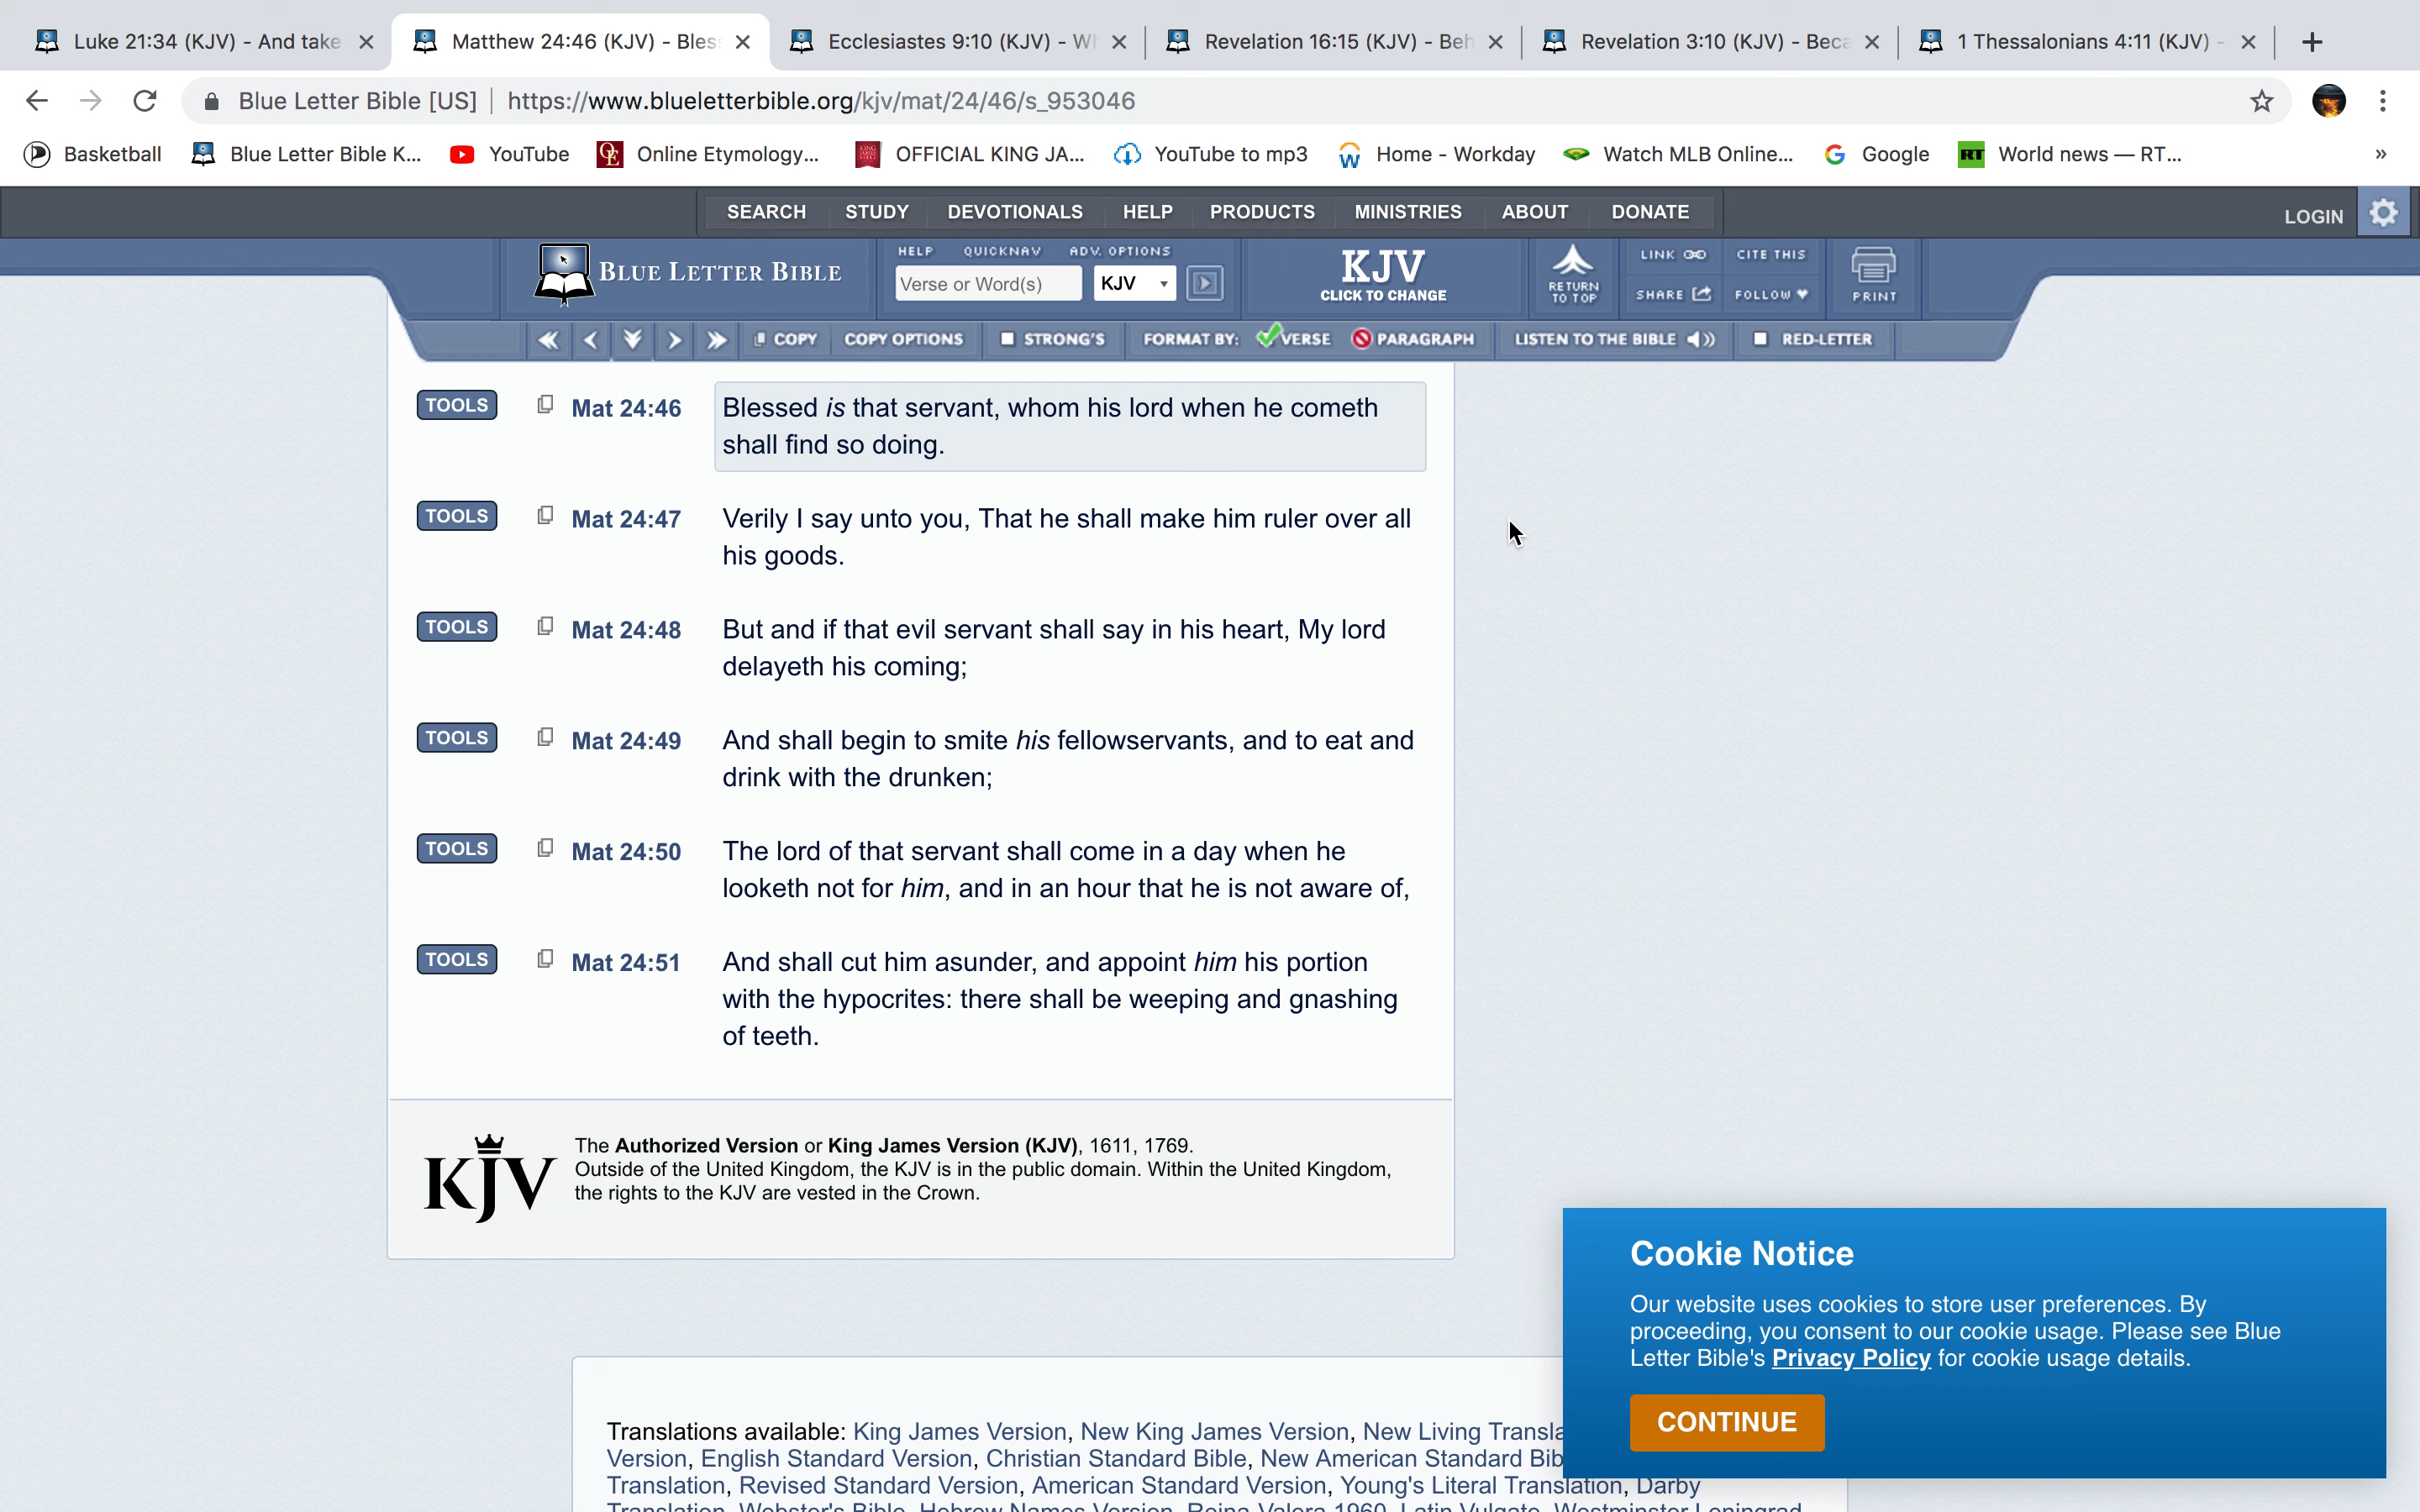 Luke 21:34 (KJV) - And take
Matthew 24:46 (KJV) - Bles
Ecclesiastes 9:10 (KJV) - W
Revelation 16:15 (KJV) - Beh
Revelation 3:10 (KJV) - Beca
1 Thessalonians 4:11 (KJV) -
Blue Letter Bible [US] https://www.blueletterbible.org/kjv/mat/24/46/s_953046
Basketball Blue Letter Bible K... YouTube Online Etymology... OFFICIAL KING JA... YouTube to mp3 Home - Workday Watch MLB Online... Google World news — RT... »
SEARCH STUDY DEVOTIONALS HELP PRODUCTS MINISTRIES ABOUT DONATE LOGIN
BLUE LETTER BIBLE
HELP QUICKNAV ADV. OPTIONS
Verse or Word(s) KJV
KJV
CLICK TO CHANGE
RETURN
TO TOP
LINK CITE THIS
SHARE FOLLOW
PRINT
COPY COPY OPTIONS STRONG'S FORMAT BY: VERSE PARAGRAPH LISTEN TO THE BIBLE RED-LETTER
TOOLS Mat 24:46 Blessed is that servant, whom his lord when he cometh
shall find so doing.
TOOLS Mat 24:47 Verily I say unto you, That he shall make him ruler over all
his goods.
TOOLS Mat 24:48 But and if that evil servant shall say in his heart, My lord
delayeth his coming;
TOOLS Mat 24:49 And shall begin to smite his fellowservants, and to eat and
drink with the drunken;
TOOLS Mat 24:50 The lord of that servant shall come in a day when he
looketh not for him, and in an hour that he is not aware of,
TOOLS Mat 24:51 And shall cut him asunder, and appoint him his portion
with the hypocrites: there shall be weeping and gnashing
of teeth.
KJV
The Authorized Version or King James Version (KJV), 1611, 1769.
Outside of the United Kingdom, the KJV is in the public domain. Within the United Kingdom,
the rights to the KJV are vested in the Crown.
Cookie Notice
Our website uses cookies to store user preferences. By
proceeding, you consent to our cookie usage. Please see Blue
Letter Bible's Privacy Policy for cookie usage details.
CONTINUE
Translations available: King James Version, New King James Version, New Living Transla
Version, English Standard Version, Christian Standard Bible, New American Standard Bib
Translation, Revised Standard Version, American Standard Version, Young's Literal Translation, Darby
Translation, Webster's Bible, Hebrew Names Version, Reina-Valera 1960, Latin Vulgate, Westminster Leningrad